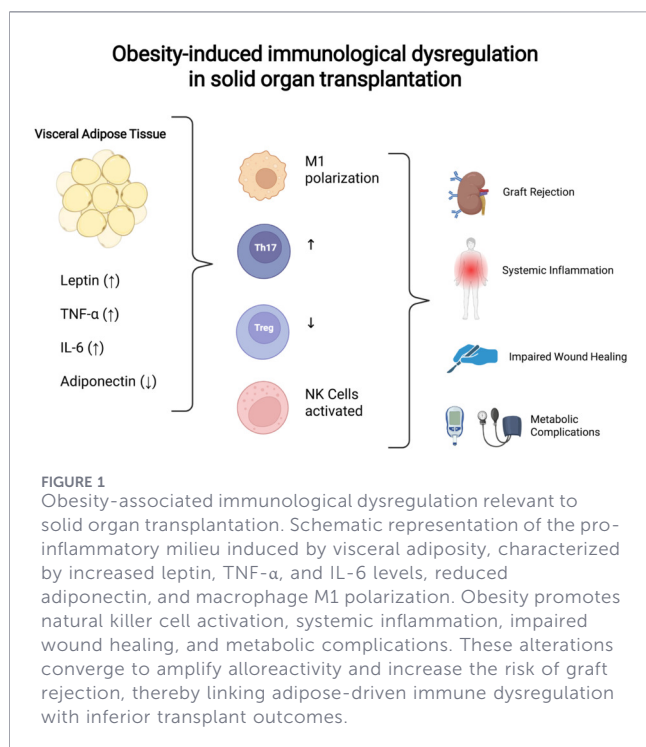 Obesity-induced immunological dysregulation
in solid organ transplantation
Visceral Adipose Tissue
Leptin (↑)
TNF-α (↑)
IL-6 (↑)
Adiponectin (↓)
M1
polarization
Th17
↑
Treg
↓
NK Cells
activated
Graft Rejection
Systemic Inflammation
Impaired Wound Healing
Metabolic
Complications
FIGURE 1
Obesity-associated immunological dysregulation relevant to
solid organ transplantation. Schematic representation of the pro-
inflammatory milieu induced by visceral adiposity, characterized
by increased leptin, TNF-α, and IL-6 levels, reduced
adiponectin, and macrophage M1 polarization. Obesity promotes
natural killer cell activation, systemic inflammation, impaired
wound healing, and metabolic complications. These alterations
converge to amplify alloreactivity and increase the risk of graft
rejection, thereby linking adipose-driven immune dysregulation
with inferior transplant outcomes.